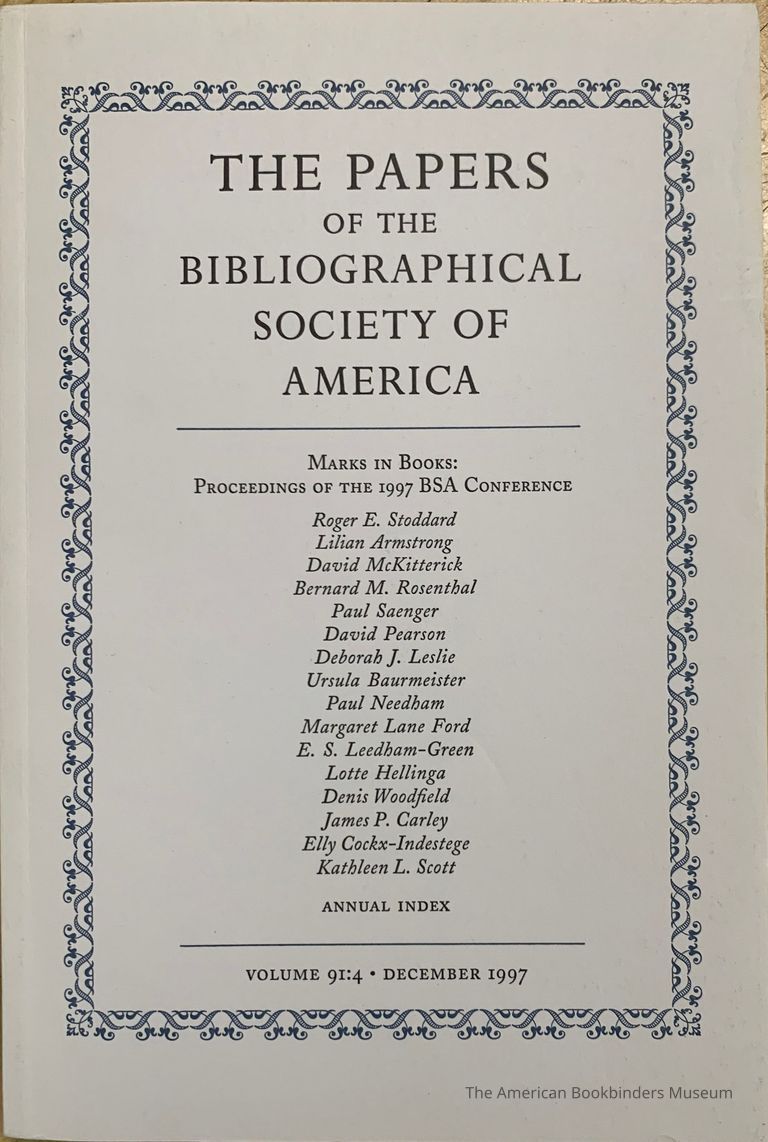 THE PAPERS
OF THE
BIBLIOGRAPHICAL
SOCIETY OF
AMERICA
Marks in Books:
Proceedings of the 1997 BSA Conference
Roger E. Stoddard
Lilian Armstrong
David McKitterick
Bernard M. Rosenthal
Paul Saenger
David Pearson
Deborah J. Leslie
Ursula Baurmeister
Paul Needham
Margaret Lane Ford
E. S. Leedham-Green
Lotte Hellinga
Denis Woodfield
James P. Carley
Elly Cockx-Indestege
Kathleen L. Scott
ANNUAL INDEX
VOLUME 91:4 • DECEMBER 1997
The American Bookbinders Museum